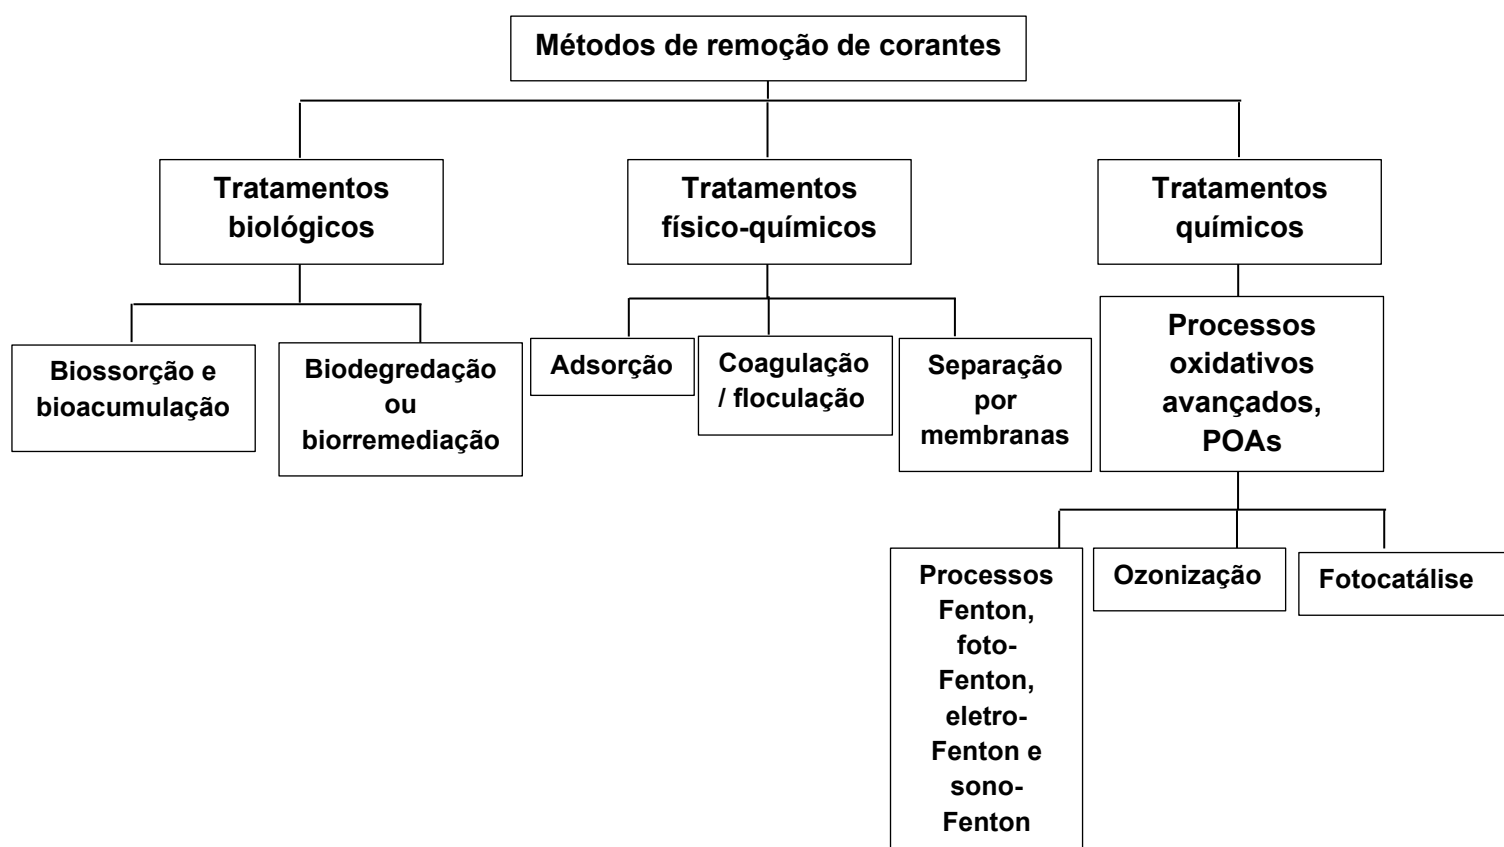 Métodos de remoção de corantes
Tratamentos
biológicos
Tratamentos
físico-químicos
Tratamentos
químicos
Biossorção e
bioacumulação
Biodegredação
ou
biorremediação
Adsorção
Coagulação
/ floculação
Separação
por
membranas
Processos
oxidativos
avançados,
POAs
Processos
Fenton,
foto-
Fenton,
eletro-
Fenton e
sono-
Fenton
Ozonização
Fotocatálise